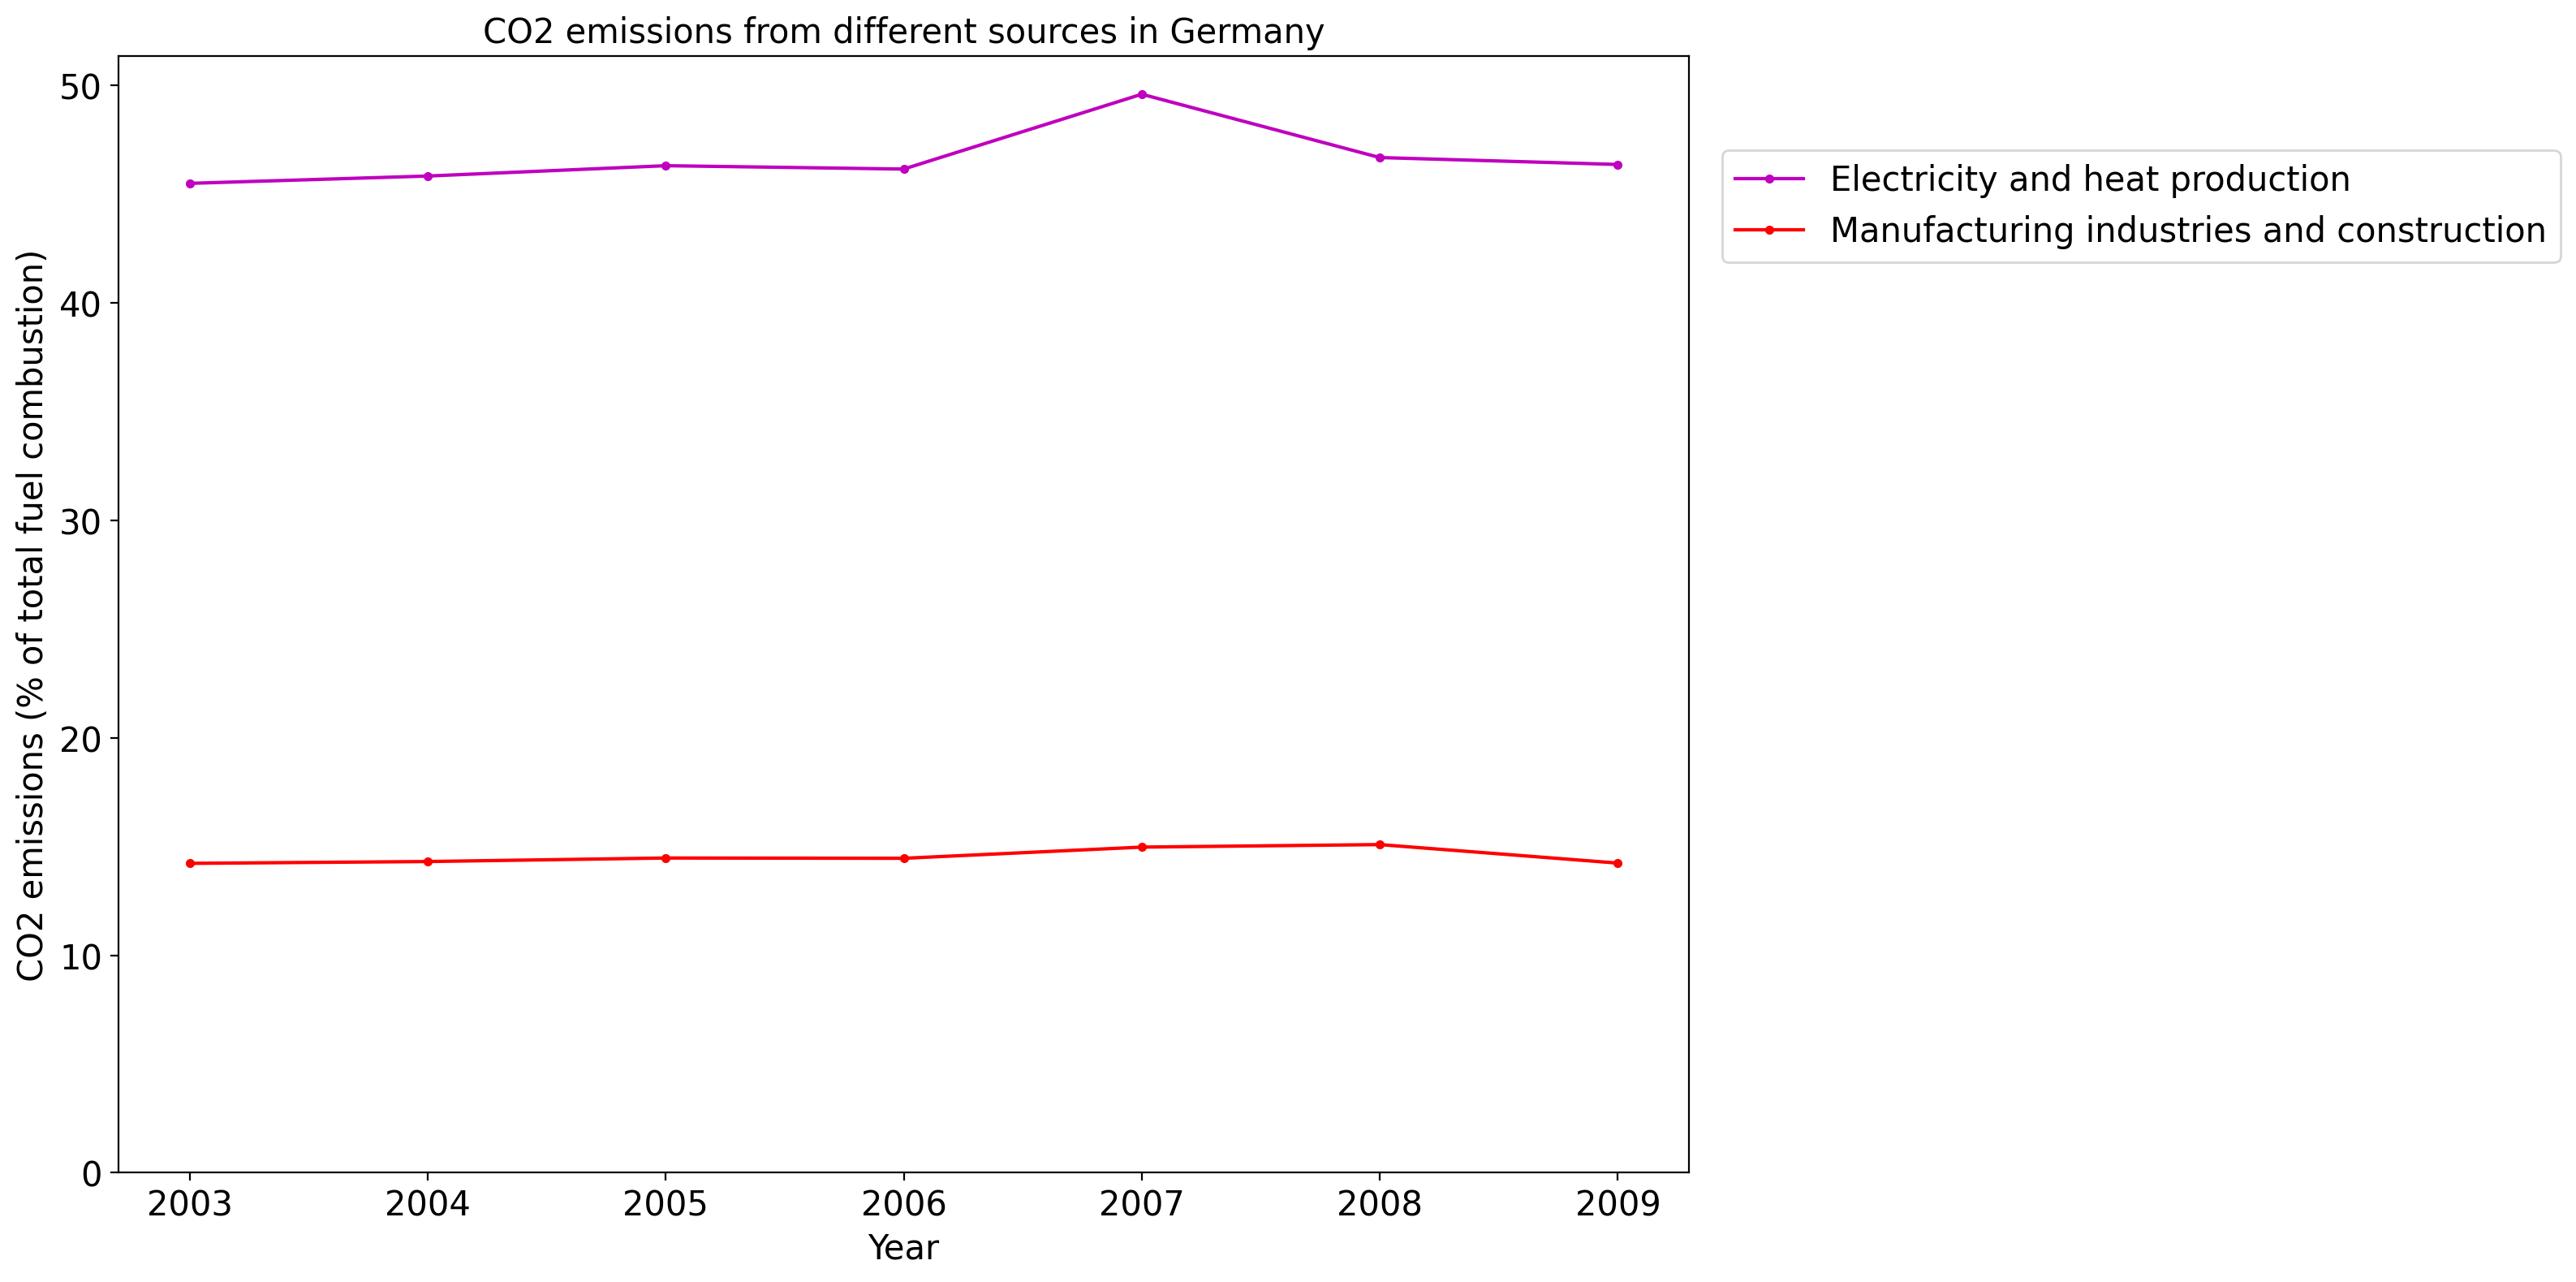 CO2 emissions from different sources in Germany
CO2 emissions (% of total fuel combustion)
50
40
30
20
10
0
2003 2004 2005 2006 2007 2008 2009
Year
Electricity and heat production
Manufacturing industries and construction